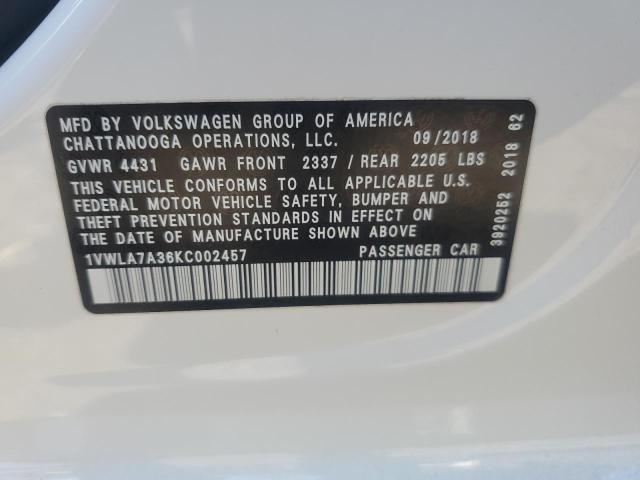 MFD BY VOLKSWAGEN GROUP OF AMERICA
CHATTANOOGA OPERATIONS, LLC. 09/2018
GVWR 4431 GAWR FRONT 2337 / REAR 2205 LBS
THIS VEHICLE CONFORMS TO ALL APPLICABLE U.S.
FEDERAL MOTOR VEHICLE SAFETY, BUMPER AND
THEFT PREVENTION STANDARDS IN EFFECT ON
THE DATE OF MANUFACTURE SHOWN ABOVE
1VWLA7A36KC002457 PASSENGER CAR
3920252 2018 62